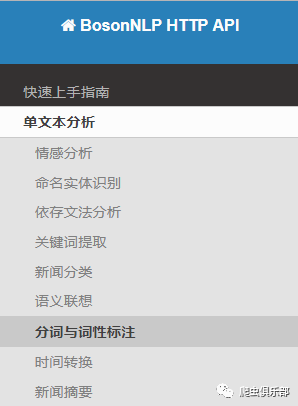 BosonNLP HTTP API
快速上手指南
单文本分析
情感分析
命名实体识别
依存文法分析
关键词提取
新闻分类
语义联想
分词与词性标注
时间转换
新闻摘要
爬虫俱乐部